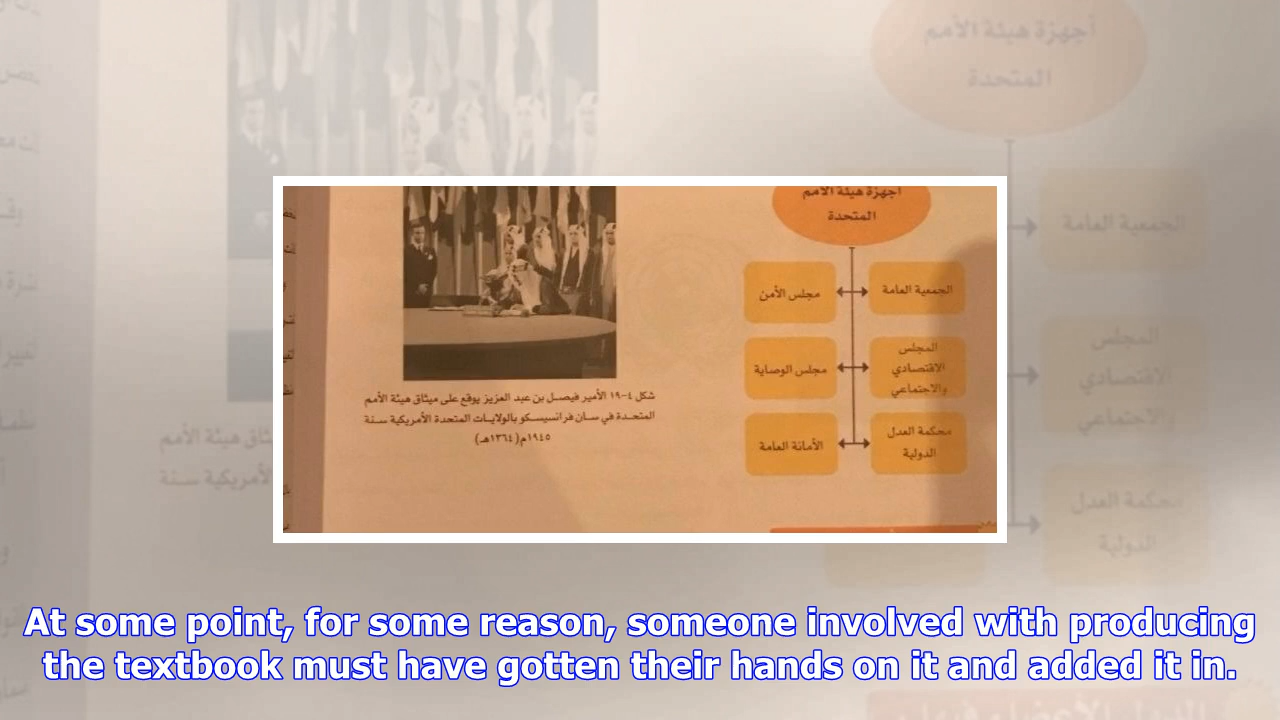 أجهزة هيئة الأمم
المتحدة
الجمعية العامة
مجلس الأمن
المجلس
الاقتصادي
والاجتماعي
مجلس الوصاية
محكمة العدل
الدولية
الأمانة العامة
شكل ٤-١٩ الأمير فيصل بن عبد العزيز يوقع على ميثاق هيئة الأمم
المتحدة في سان فرانسيسكو بالولايات المتحدة الأمريكية سنة
١٩٤٥م(١٣٦٤هـ)
At some point, for some reason, someone involved with producing
the textbook must have gotten their hands on it and added it in.